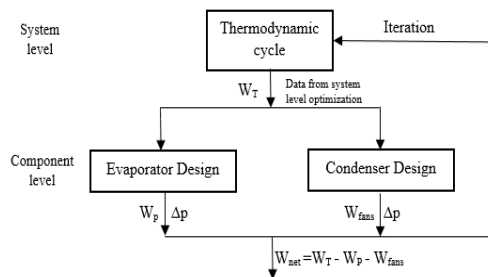 System
level
Thermodynamic
cycle
Iteration
W_T
Data from system
level optimization
Component
level
Evaporator Design
Condenser Design
W_p Δp
W_fans Δp
W_net =W_T - W_P - W_fans